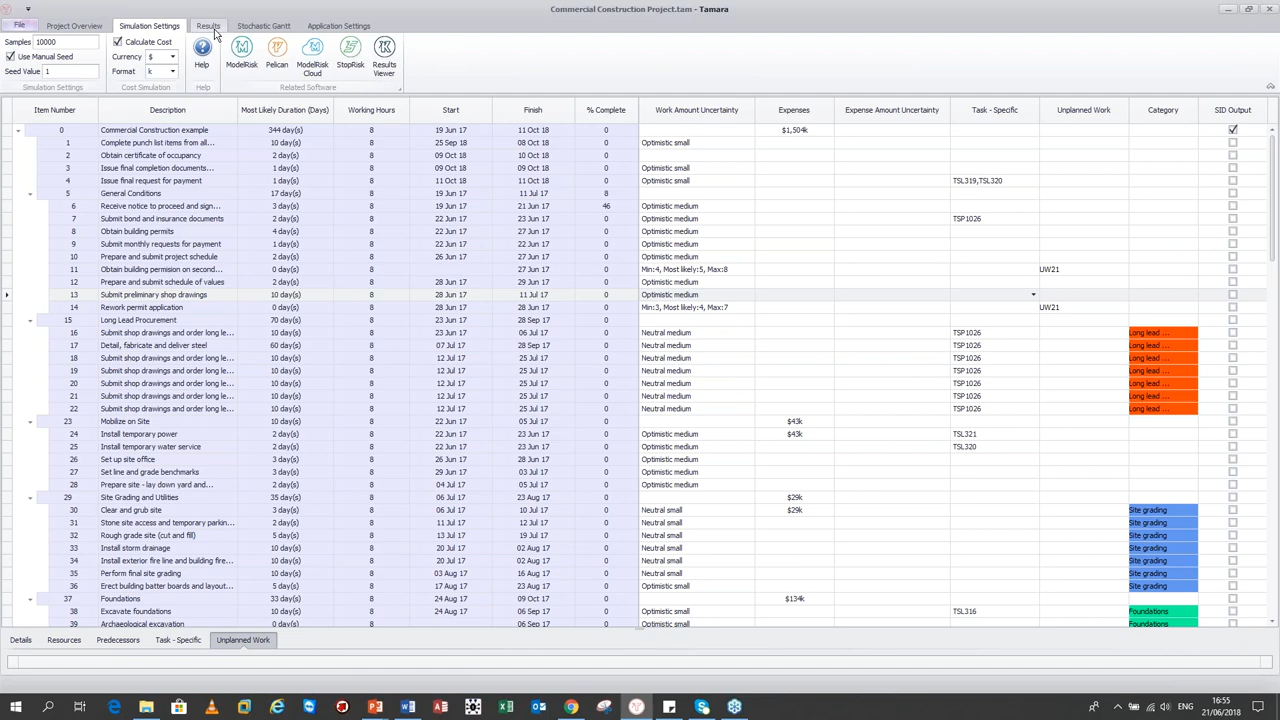 Commercial Construction Project.tam - Tamara
File Project Overview Simulation Settings Results Stochastic Gantt Application Settings
Samples 10000 Calculate Cost
Use Manual Seed Currency $
Seed Value 1 Format k
Help ModelRisk Pelican ModelRisk Cloud StopRisk Results Viewer
Simulation Settings Cost Simulation Help Related Software
Item Number Description Most Likely Duration (Days) Working Hours Start Finish % Complete Work Amount Uncertainty Expenses Expense Amount Uncertainty Task - Specific Unplanned Work Category SID Output
0 Commercial Construction example 344 day(s) 8 19 Jun 17 11 Oct 18 0 $1,504k
1 Complete punch list items from all... 10 day(s) 8 25 Sep 18 08 Oct 18 0 Optimistic small
2 Obtain certificate of occupancy 2 day(s) 8 09 Oct 18 10 Oct 18 0
3 Issue final completion documents... 1 day(s) 8 09 Oct 18 09 Oct 18 0 Optimistic small
4 Issue final request for payment 1 day(s) 8 11 Oct 18 11 Oct 18 0 Optimistic small TSL319,TSL320
5 General Conditions 17 day(s) 8 19 Jun 17 11 Jul 17 8
6 Receive notice to proceed and sign... 3 day(s) 8 19 Jun 17 21 Jun 17 46 Optimistic medium
7 Submit bond and insurance documents 2 day(s) 8 22 Jun 17 23 Jun 17 0 Optimistic medium TSP1026
8 Obtain building permits 4 day(s) 8 22 Jun 17 27 Jun 17 0 Optimistic medium
9 Submit monthly requests for payment 1 day(s) 8 22 Jun 17 22 Jun 17 0 Optimistic medium
10 Prepare and submit project schedule 2 day(s) 8 26 Jun 17 27 Jun 17 0 Optimistic medium
11 Obtain building permision on second... 0 day(s) 8 27 Jun 17 0 Min:4, Most likely:5, Max:8 UW21
12 Prepare and submit schedule of values 2 day(s) 8 28 Jun 17 29 Jun 17 0 Optimistic medium
13 Submit preliminary shop drawings 10 day(s) 8 28 Jun 17 11 Jul 17 0 Optimistic medium
14 Rework permit application 0 day(s) 8 28 Jun 17 28 Jun 17 0 Min:3, Most likely:4, Max:7 UW21
15 Long Lead Procurement 70 day(s) 8 23 Jun 17 28 Sep 17 0
16 Submit shop drawings and order long le... 10 day(s) 8 23 Jun 17 06 Jul 17 0 Neutral medium TSP1026 Long lead ...
17 Detail, fabricate and deliver steel 60 day(s) 8 07 Jul 17 28 Sep 17 0 Neutral medium TSP1026 Long lead ...
18 Submit shop drawings and order long le... 10 day(s) 8 28 Jun 17 12 Jul 17 0 Neutral medium TSP1026 Long lead ...
19 Submit shop drawings and order long le... 10 day(s) 8 12 Jul 17 25 Jul 17 0 Neutral medium TSP1026 Long lead ...
20 Submit shop drawings and order long le... 10 day(s) 8 12 Jul 17 25 Jul 17 0 Neutral medium TSP1026 Long lead ...
21 Submit shop drawings and order long le... 10 day(s) 8 12 Jul 17 25 Jul 17 0 Neutral medium TSP1026 Long lead ...
22 Submit shop drawings and order long le... 10 day(s) 8 12 Jul 17 25 Jul 17 0 Neutral medium TSP1026 Long lead ...
23 Mobilize on Site 10 day(s) 8 22 Jun 17 05 Jul 17 0 $43k
24 Install temporary power 2 day(s) 8 22 Jun 17 23 Jun 17 0 Optimistic medium $43k TSL321
25 Install temporary water service 2 day(s) 8 22 Jun 17 23 Jun 17 0 Optimistic medium TSL320
26 Set up site office 3 day(s) 8 26 Jun 17 28 Jun 17 0 Optimistic medium
27 Set line and grade benchmarks 3 day(s) 8 29 Jun 17 03 Jul 17 0 Optimistic medium
28 Prepare site - lay down yard and... 2 day(s) 8 04 Jul 17 05 Jul 17 0 Optimistic medium
29 Site Grading and Utilities 35 day(s) 8 06 Jul 17 23 Aug 17 0 $29k
30 Clear and grub site 3 day(s) 8 06 Jul 17 10 Jul 17 0 Neutral small $29k Site grading
31 Stone site access and temporary parkin... 2 day(s) 8 11 Jul 17 12 Jul 17 0 Neutral small Site grading
32 Rough grade site (cut and fill) 5 day(s) 8 13 Jul 17 19 Jul 17 0 Neutral small Site grading
33 Install storm drainage 10 day(s) 8 20 Jul 17 02 Aug 17 0 Neutral small Site grading
34 Install exterior fire line and building fire... 10 day(s) 8 20 Jul 17 02 Aug 17 0 Neutral small Site grading
35 Perform final site grading 10 day(s) 8 03 Aug 17 16 Aug 17 0 Neutral small Site grading
36 Erect building batter boards and layout... 5 day(s) 8 17 Aug 17 23 Aug 17 0 Optimistic small Site grading
37 Foundations 33 day(s) 8 24 Aug 17 09 Oct 17 0 $134k
38 Excavate foundations 10 day(s) 8 24 Aug 17 06 Sep 17 0 Optimistic small TSL316 Foundations
39 Archaeological excavation 0 day(s) 8 06 Sep 17 0 Foundations
Details Resources Predecessors Task - Specific Unplanned Work
ENG 16:55
21/06/2018